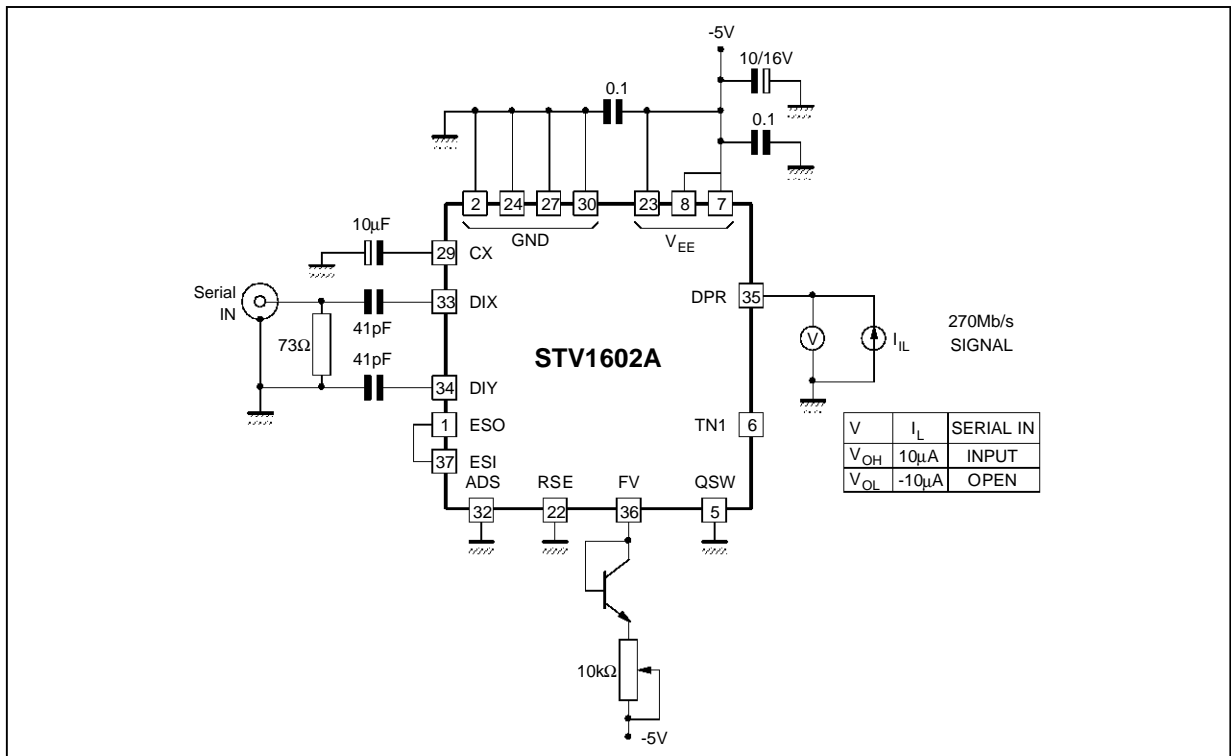 -5V
10/16V
0.1
0.1
2 24 27 30 23 8 7
GND
VEE
10µF
29 CX
Serial
IN
33 DIX
41pF
73Ω
41pF
34 DIY
1 ESO
37 ESI
STV1602A
DPR 35
V
IIL
270Mb/s
SIGNAL
TN1 6
V IL SERIAL IN
VOH 10µA INPUT
VOL -10µA OPEN
ADS RSE FV QSW
32 22 36 5
10kΩ
-5V